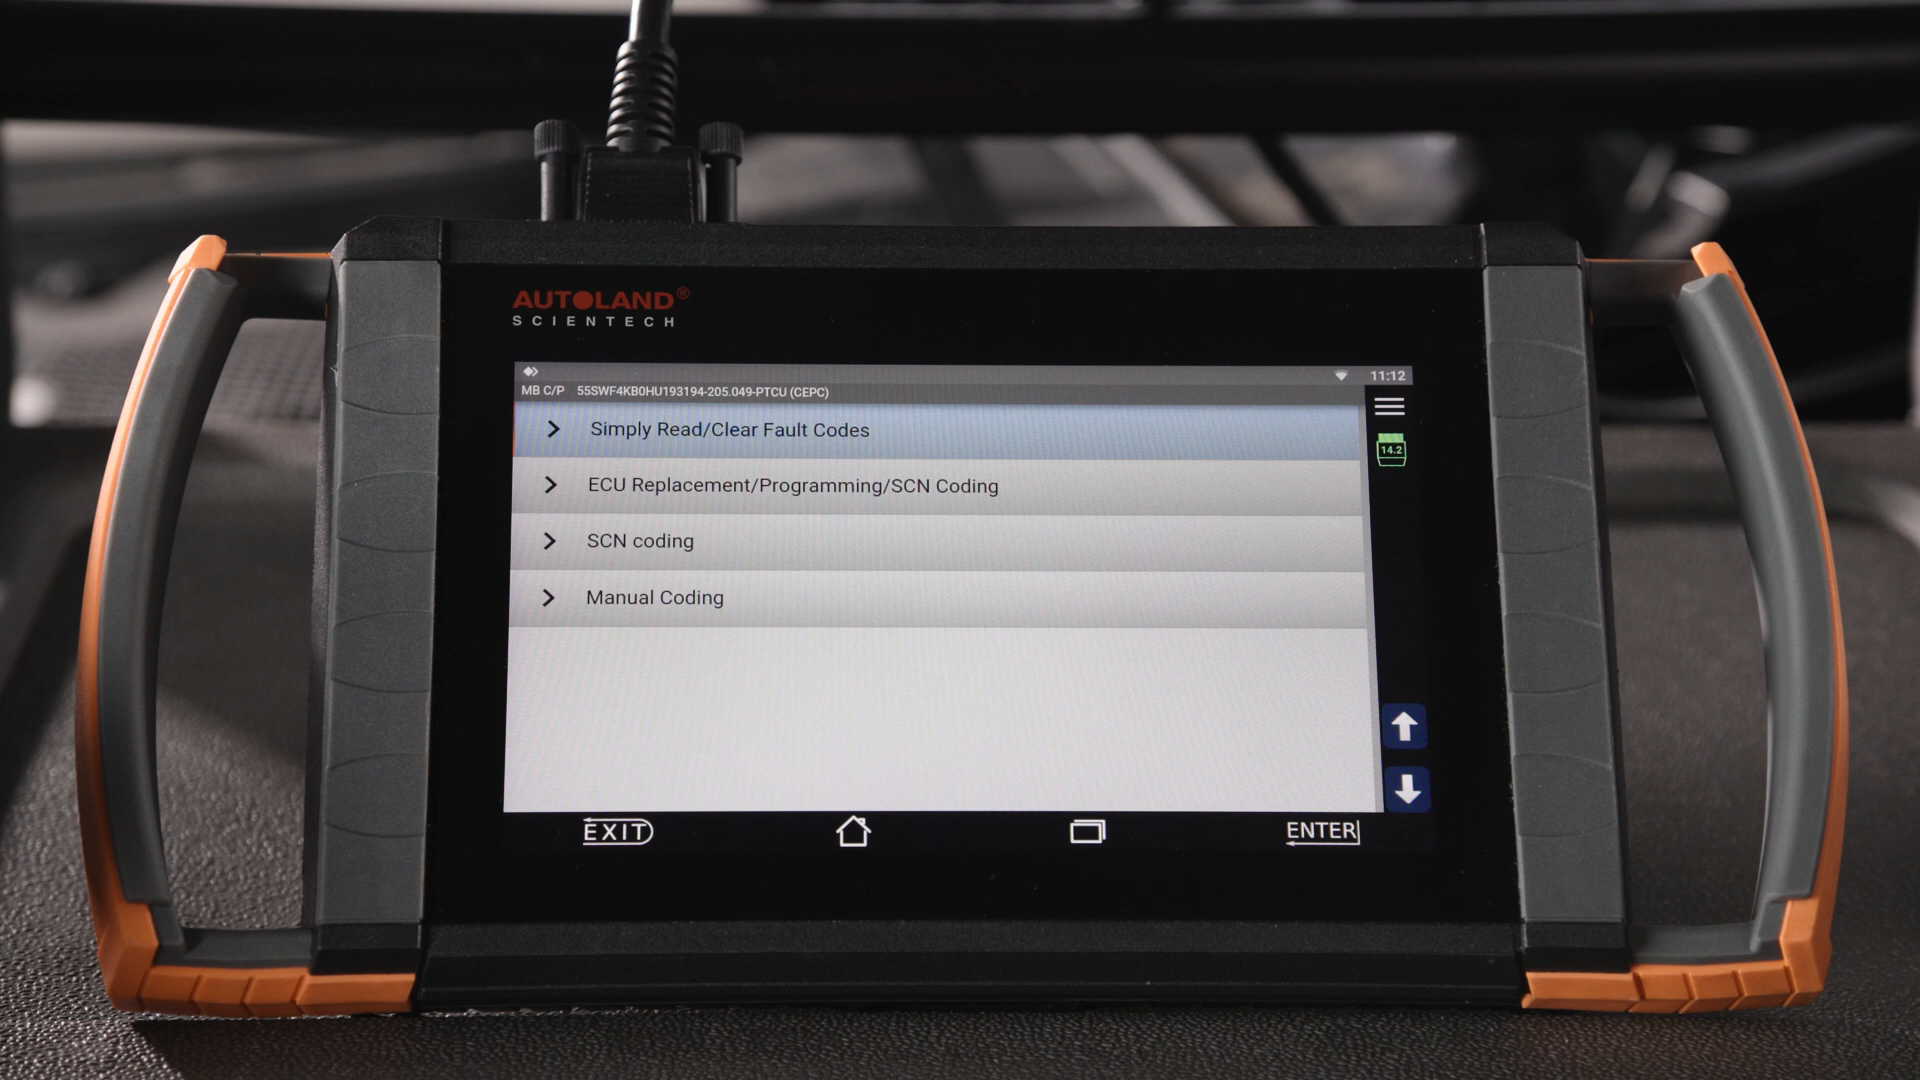 AUTOLAND®
SCIENTECH
11:12
MB C/P 55SWF4KB0HU193194-205.049-PTCU (CEPC)
Simply Read/Clear Fault Codes
14.2
ECU Replacement/Programming/SCN Coding
SCN coding
Manual Coding
EXIT
ENTER